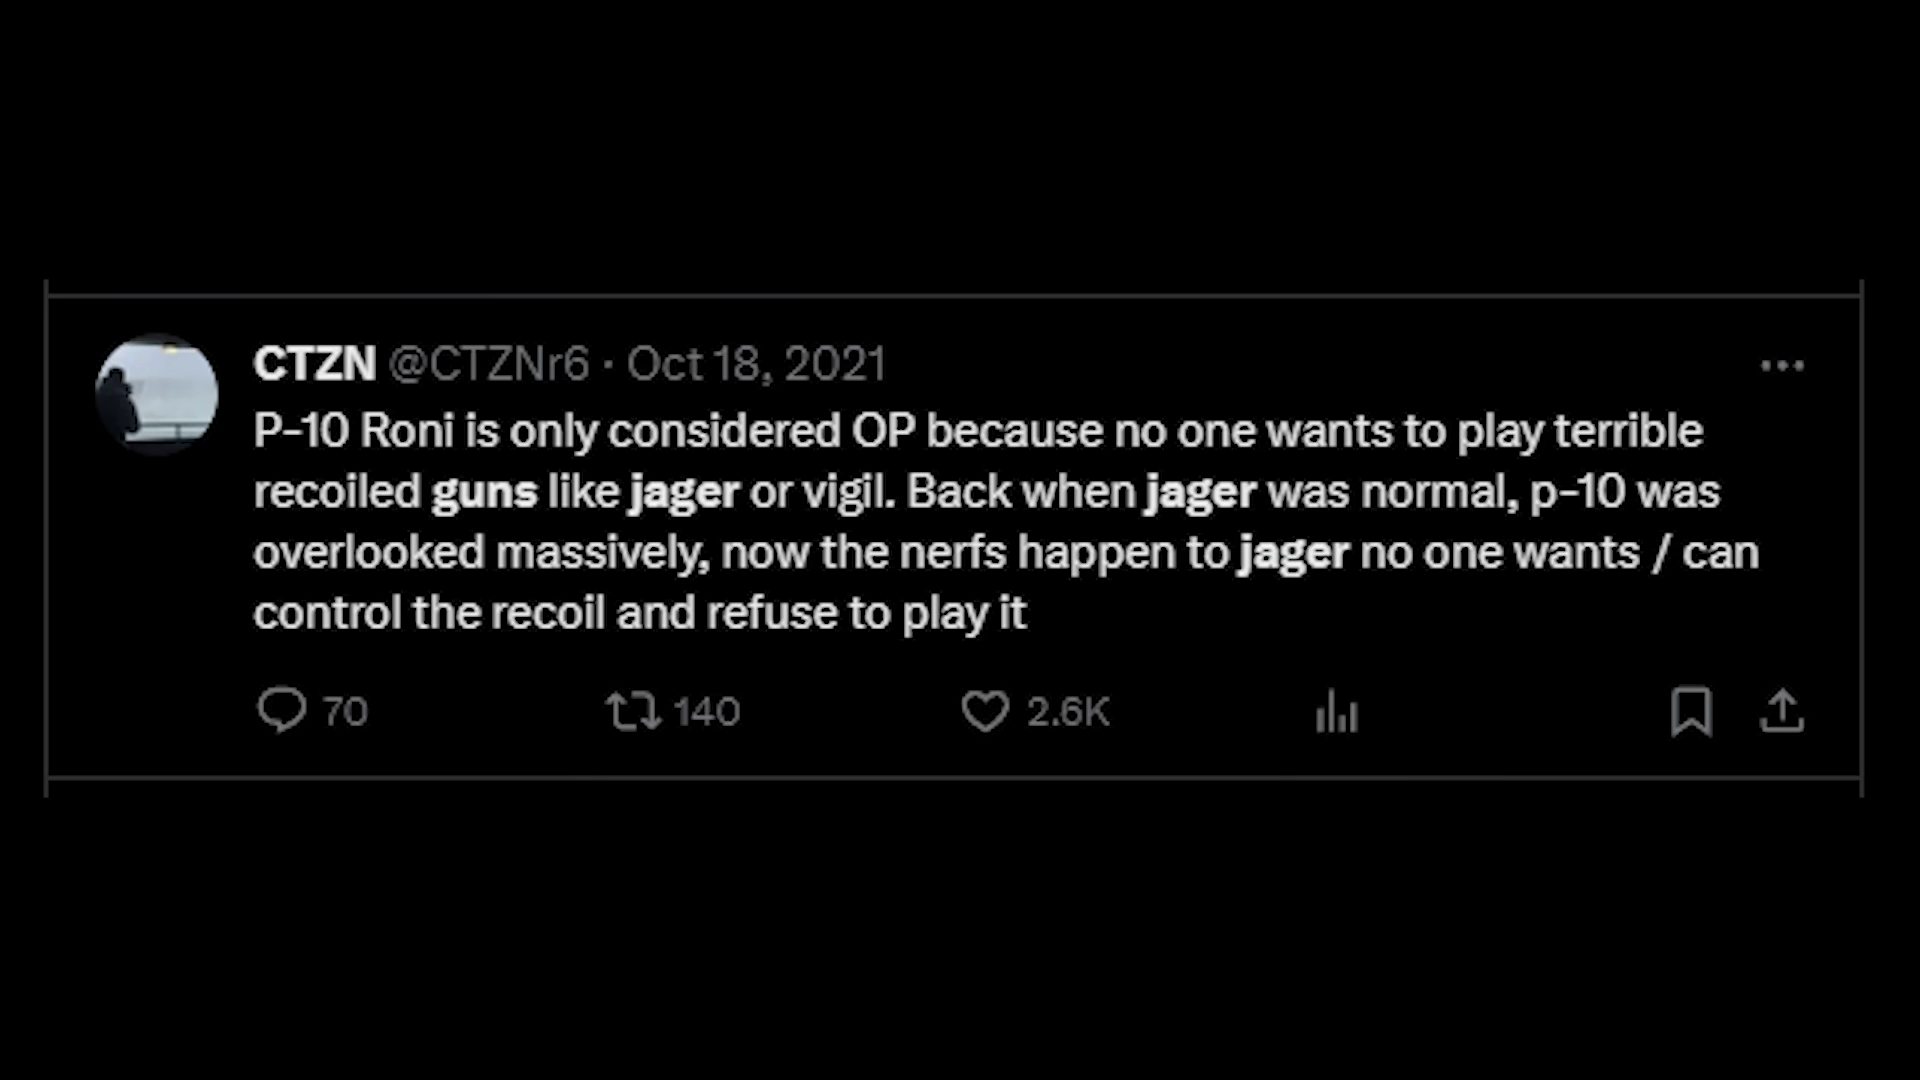 CTZN @CTZNr6 · Oct 18, 2021
P-10 Roni is only considered OP because no one wants to play terrible
recoiled guns like jager or vigil. Back when jager was normal, p-10 was
overlooked massively, now the nerfs happen to jager no one wants / can
control the recoil and refuse to play it
70 140 2.6K